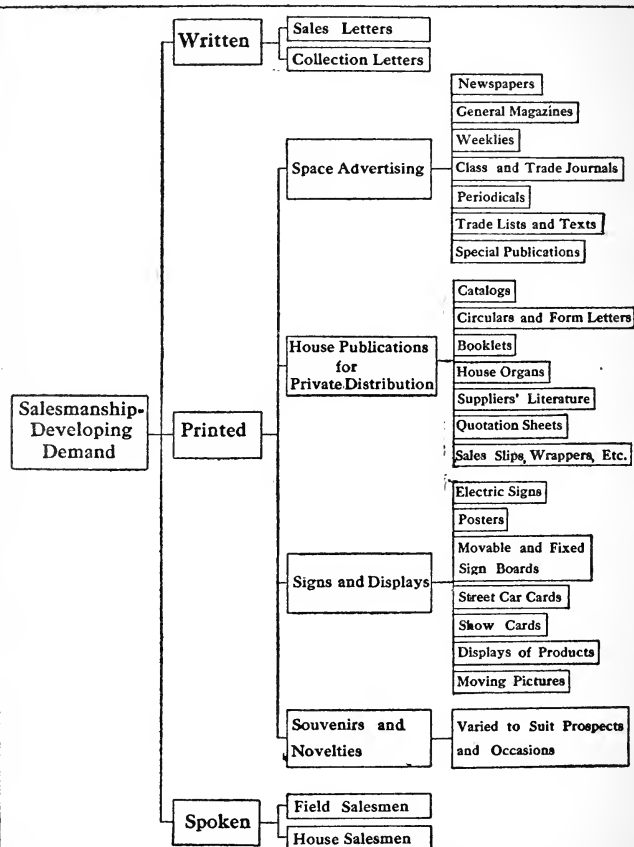 Written
Sales Letters
Collection Letters
Newspapers
General Magazines
Weeklies
Space Advertising
Class and Trade Journals
Periodicals
Trade Lists and Texts
Special Publications
Catalogs
Circulars and Form Letters
House Publications
for
Private Distribution
Booklets
House Organs
Suppliers' Literature
Quotation Sheets
Sales Slips, Wrappers, Etc.
Salesmanship-
Developing
Demand
Printed
Electric Signs
Posters
Movable and Fixed
Sign Boards
Signs and Displays
Street Car Cards
Show Cards
Displays of Products
Moving Pictures
Souvenirs and
Novelties
Varied to Suit Prospects
and Occasions
Spoken
Field Salesmen
House Salesmen